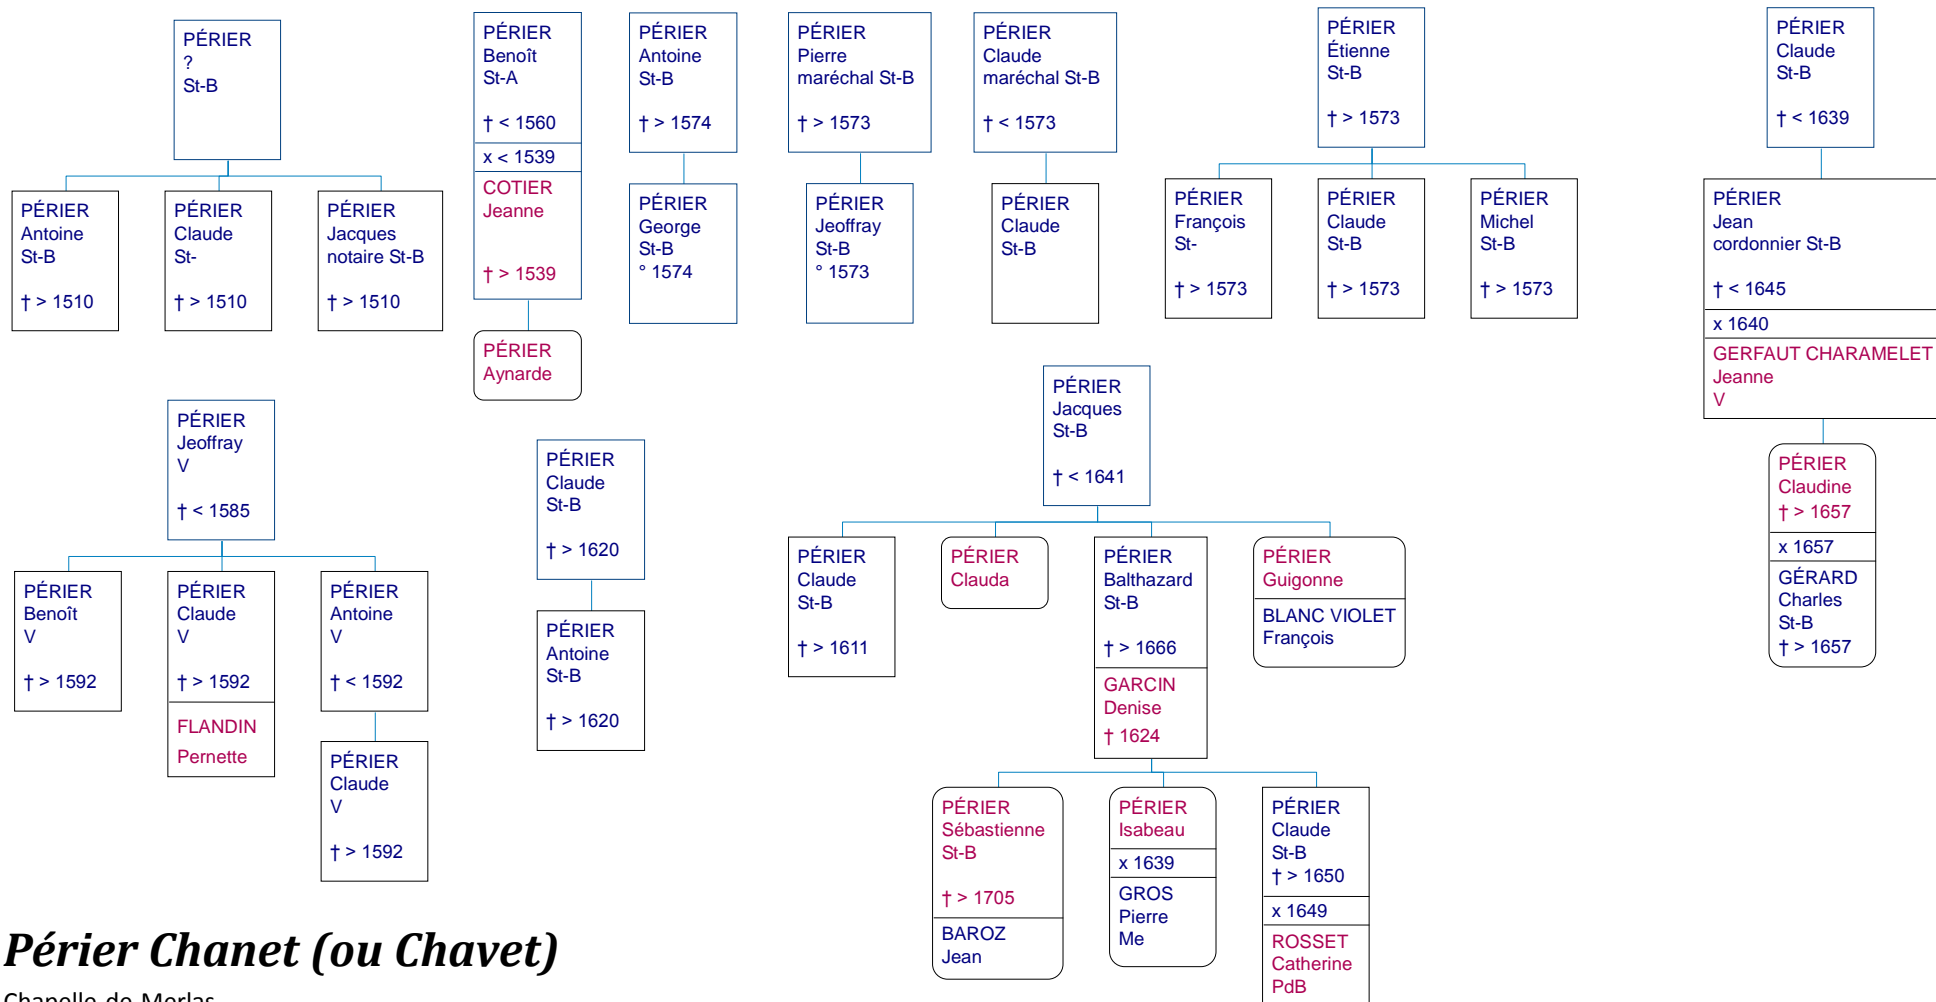 PÉRIER
?
St-B
PÉRIER
Antoine
St-B
† > 1510
PÉRIER
Claude
St-
† > 1510
PÉRIER
Jacques
notaire St-B
† > 1510
PÉRIER
Benoît
St-A
† < 1560
x < 1539
COTIER
Jeanne
† > 1539
PÉRIER
Aynarde
PÉRIER
Antoine
St-B
† > 1574
PÉRIER
George
St-B
° 1574
PÉRIER
Pierre
maréchal St-B
† > 1573
PÉRIER
Jeoffray
St-B
° 1573
PÉRIER
Claude
maréchal St-B
† < 1573
PÉRIER
Claude
St-B
PÉRIER
Étienne
St-B
† > 1573
PÉRIER
François
St-
† > 1573
PÉRIER
Claude
St-B
† > 1573
PÉRIER
Michel
St-B
† > 1573
PÉRIER
Claude
St-B
† < 1639
PÉRIER
Jean
cordonnier St-B
† < 1645
x 1640
GERFAUT CHARAMELET
Jeanne
V
PÉRIER
Claudine
† > 1657
x 1657
GÉRARD
Charles
St-B
† > 1657
PÉRIER
Jeoffray
V
† < 1585
PÉRIER
Benoît
V
† > 1592
PÉRIER
Claude
V
† > 1592
FLANDIN
Pernette
PÉRIER
Antoine
V
† < 1592
PÉRIER
Claude
V
† > 1592
PÉRIER
Claude
St-B
† > 1620
PÉRIER
Antoine
St-B
† > 1620
PÉRIER
Jacques
St-B
† < 1641
PÉRIER
Claude
St-B
† > 1611
PÉRIER
Clauda
PÉRIER
Balthazard
St-B
† > 1666
GARCIN
Denise
† 1624
PÉRIER
Guigonne
BLANC VIOLET
François
PÉRIER
Sébastienne
St-B
† > 1705
BAROZ
Jean
PÉRIER
Isabeau
x 1639
GROS
Pierre
Me
PÉRIER
Claude
St-B
† > 1650
x 1649
ROSSET
Catherine
PdB
Périer Chanet (ou Chavet)
Chapelle de Morlas